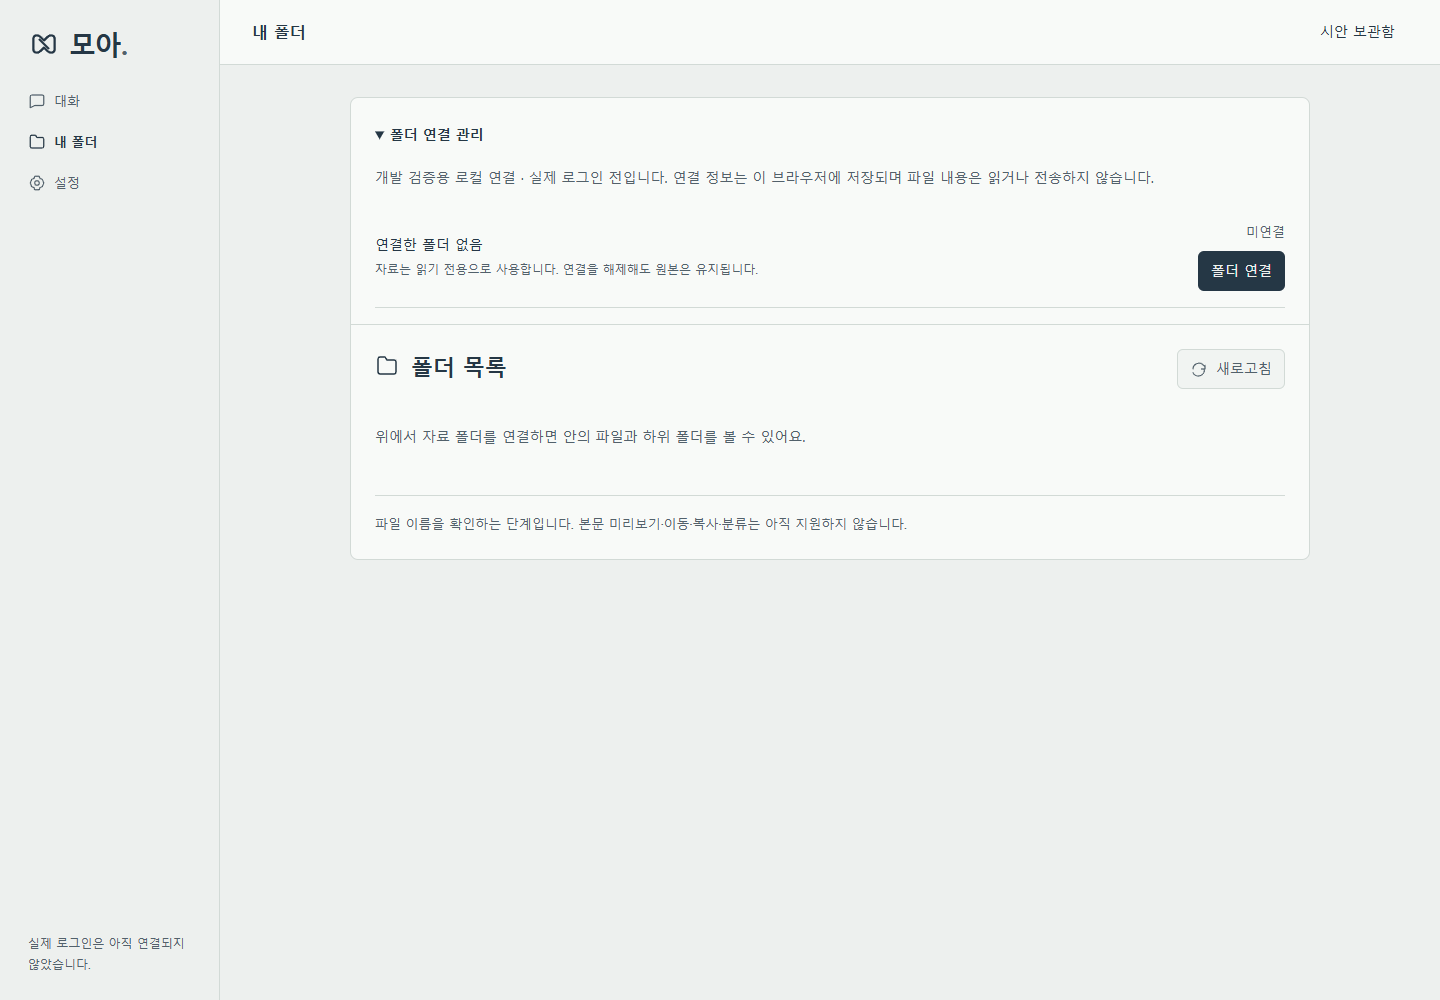 모아.
대화
내 폴더
설정
실제 로그인은 아직 연결되지
않았습니다.
내 폴더
시안 보관함
▼ 폴더 연결 관리
개발 검증용 로컬 연결 · 실제 로그인 전입니다. 연결 정보는 이 브라우저에 저장되며 파일 내용은 읽거나 전송하지 않습니다.
연결한 폴더 없음
자료는 읽기 전용으로 사용합니다. 연결을 해제해도 원본은 유지됩니다.
미연결
폴더 연결
폴더 목록
새로고침
위에서 자료 폴더를 연결하면 안의 파일과 하위 폴더를 볼 수 있어요.
파일 이름을 확인하는 단계입니다. 본문 미리보기·이동·복사·분류는 아직 지원하지 않습니다.